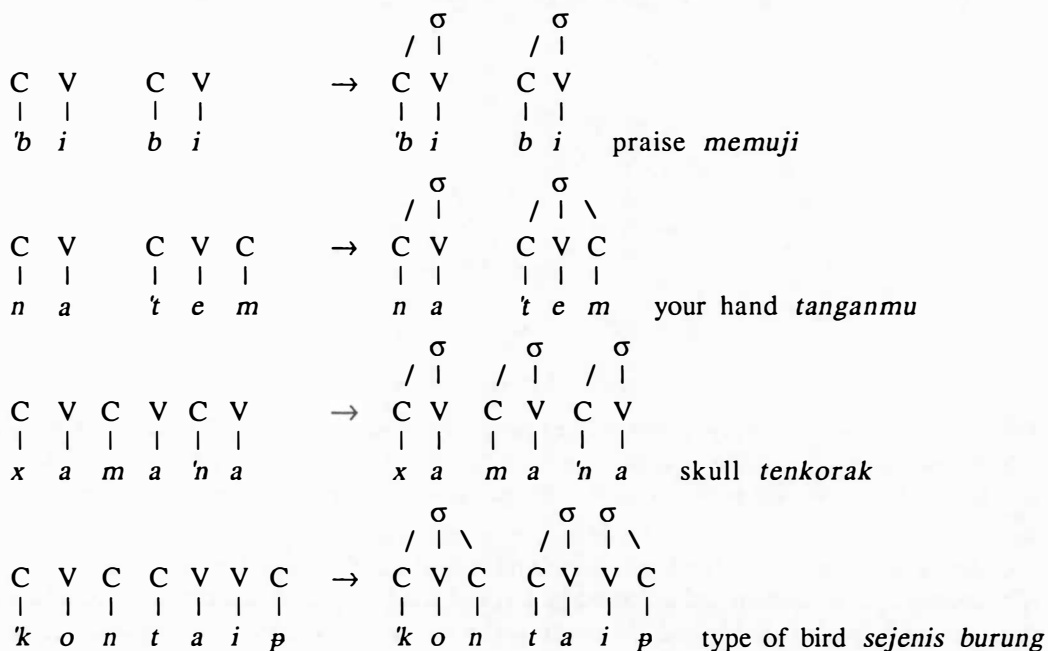 σ σ
/ | / |
C V C V → C V C V
| | | | | | | |
'b i b i 'b i b i praise memuji
σ σ
/ | / | \
C V C V C → C V C V C
| | | | | | | | | |
n a 't e m n a 't e m your hand tanganmu
σ σ σ
/ | / | / |
C V C V C V → C V C V C V
| | | | | | | | | | | |
x a m a 'n a x a m a 'n a skull tenkorak
σ σ σ
/ | \ / | | \
C V C C V V C → C V C C V V C
| | | | | | | | | | | | | |
'k o n t a i p 'k o n t a i p type of bird sejenis burung